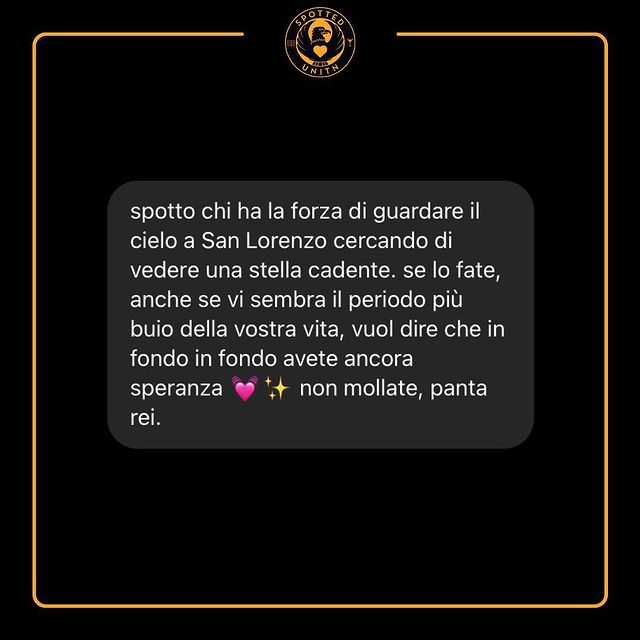 SPOTTED
UNITN
spotto chi ha la forza di guardare il
cielo a San Lorenzo cercando di
vedere una stella cadente. se lo fate,
anche se vi sembra il periodo più
buio della vostra vita, vuol dire che in
fondo in fondo avete ancora
speranza 💓✨ non mollate, panta
rei.